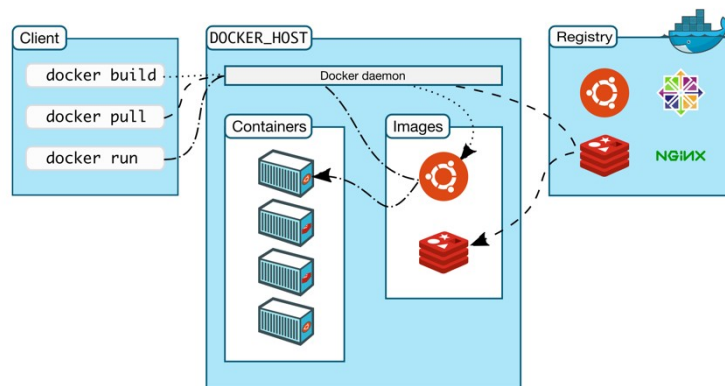 Client
docker build
docker pull
docker run
DOCKER_HOST
Docker daemon
Containers
Images
Registry
NGiNX